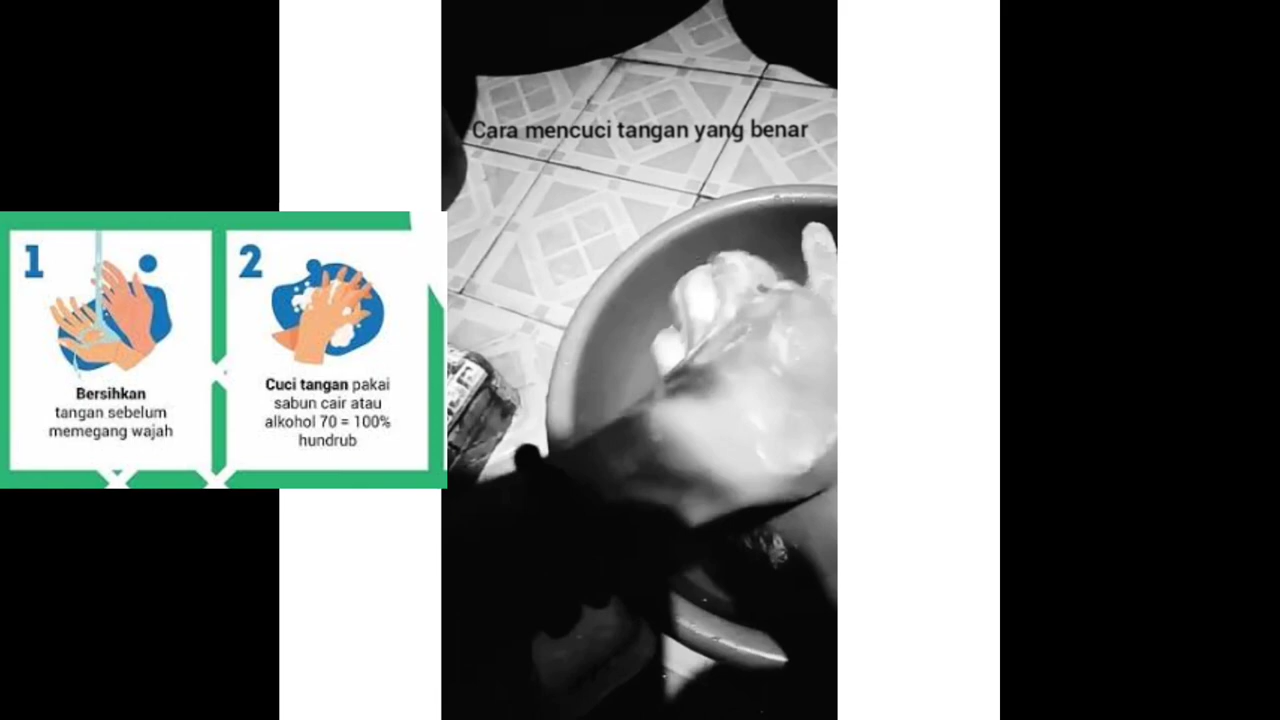 Cara mencuci tangan yang benar
1
Bersihkan
tangan sebelum
memegang wajah
2
Cuci tangan pakai
sabun cair atau
alkohol 70 = 100%
hundrub